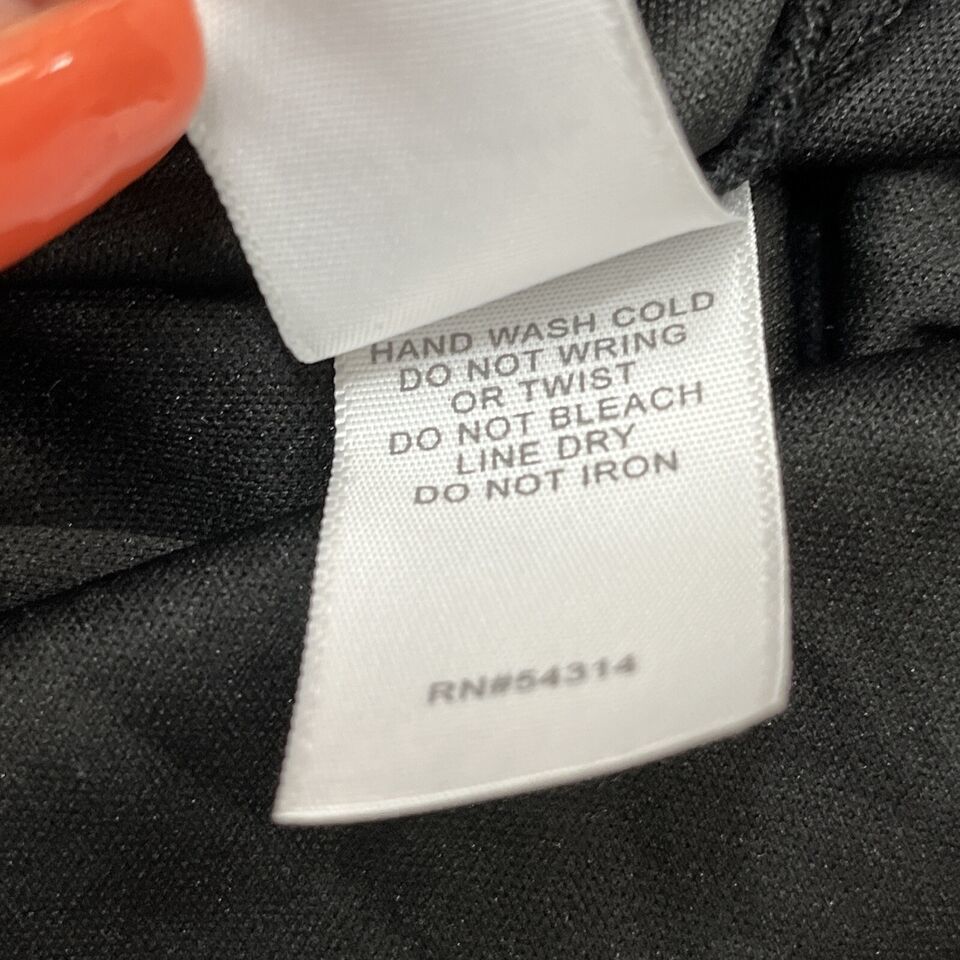 HAND WASH COLD
DO NOT WRING
OR TWIST
DO NOT BLEACH
LINE DRY
DO NOT IRON
RN#54314